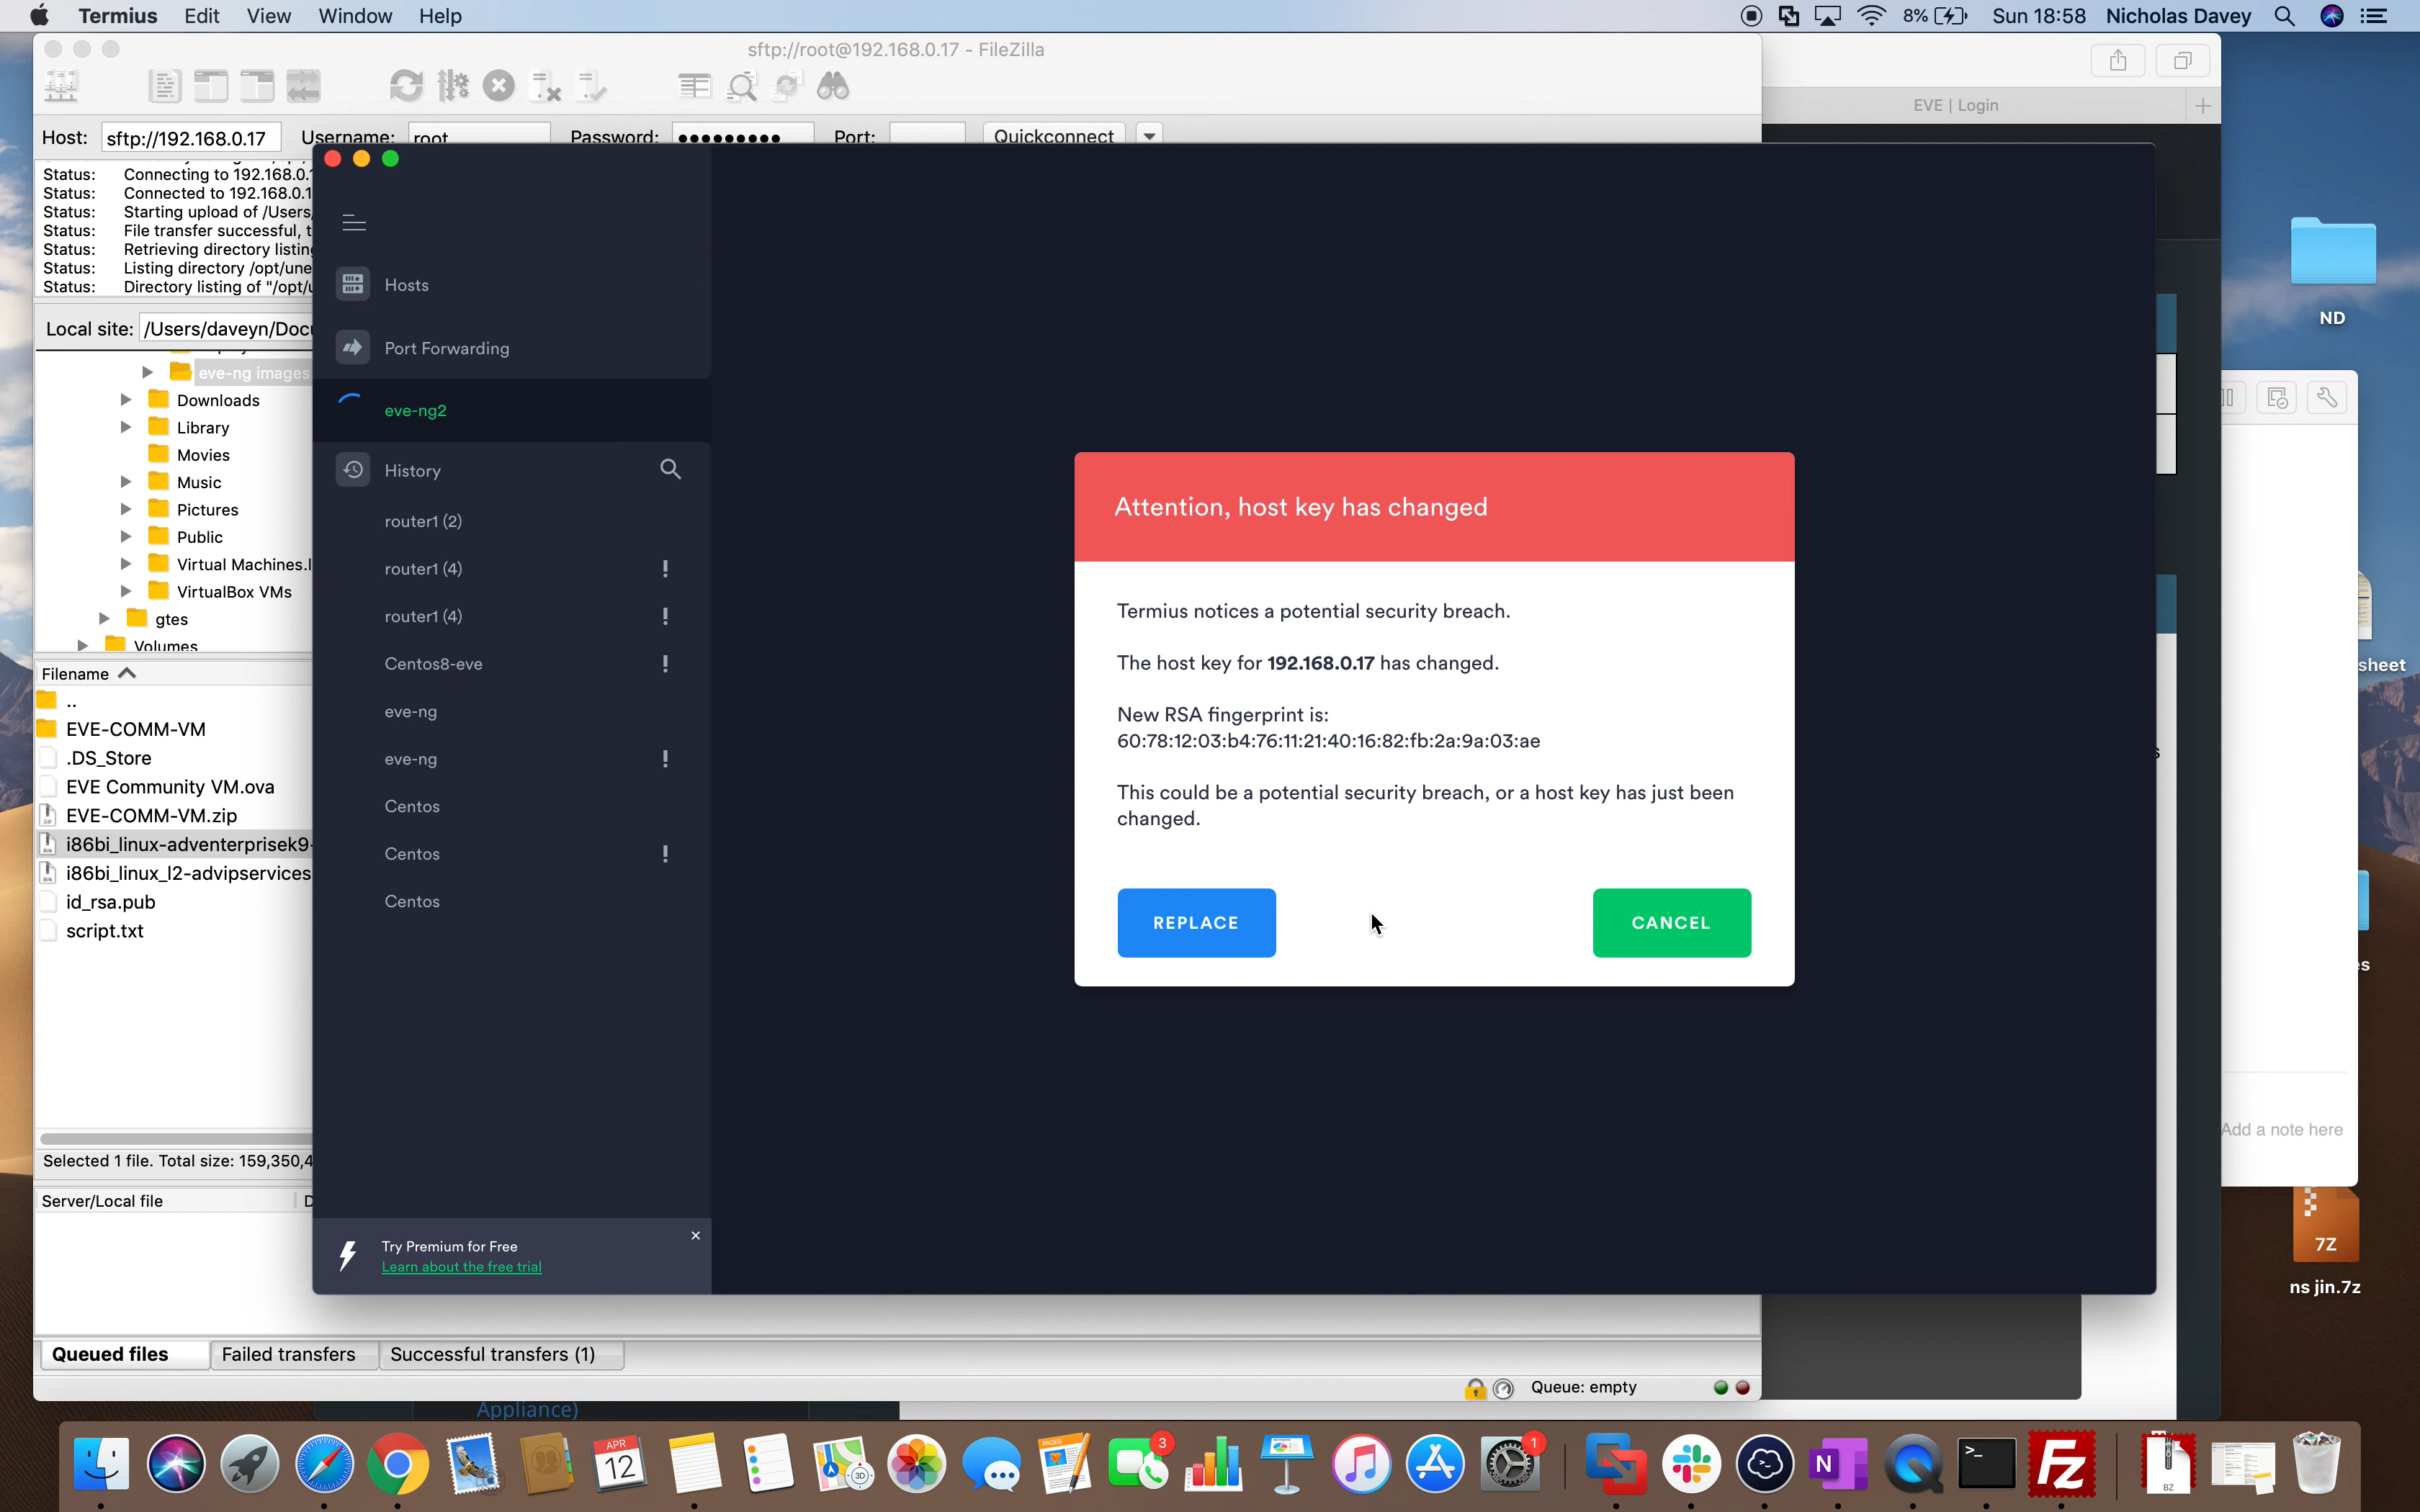 Termius Edit View Window Help
8% Sun 18:58 Nicholas Davey
sftp://root@192.168.0.17 - FileZilla
EVE | Login
Host: sftp://192.168.0.17 Username: root Password: ●●●●●●●●● Port: Quickconnect
Status: Connecting to 192.168.0.1
Status: Connected to 192.168.0.1
Status: Starting upload of /Users
Status: File transfer successful, t
Status: Retrieving directory listing
Status: Listing directory /opt/une
Status: Directory listing of "/opt/u
Local site: /Users/daveyn/Docu
eve-ng images
Downloads
Library
Movies
Music
Pictures
Public
Virtual Machines.l
VirtualBox VMs
gtes
Volumes
Filename
..
EVE-COMM-VM
.DS_Store
EVE Community VM.ova
EVE-COMM-VM.zip
i86bi_linux-adventerprisek9-
i86bi_linux_l2-advipservices
id_rsa.pub
script.txt
Selected 1 file. Total size: 159,350,4
Server/Local file D
Queued files Failed transfers Successful transfers (1)
Queue: empty
Hosts
Port Forwarding
eve-ng2
History
router1 (2)
router1 (4) !
router1 (4) !
Centos8-eve !
eve-ng
eve-ng !
Centos
Centos !
Centos
Try Premium for Free
Learn about the free trial
Attention, host key has changed
Termius notices a potential security breach.
The host key for 192.168.0.17 has changed.
New RSA fingerprint is:
60:78:12:03:b4:76:11:21:40:16:82:fb:2a:9a:03:ae
This could be a potential security breach, or a host key has just been
changed.
REPLACE CANCEL
ND
sheet
s
s
Add a note here
7Z
ns jin.7z
Appliance)
APR
12
3D
PAGES
3
1
N
>_
Fz
BZ